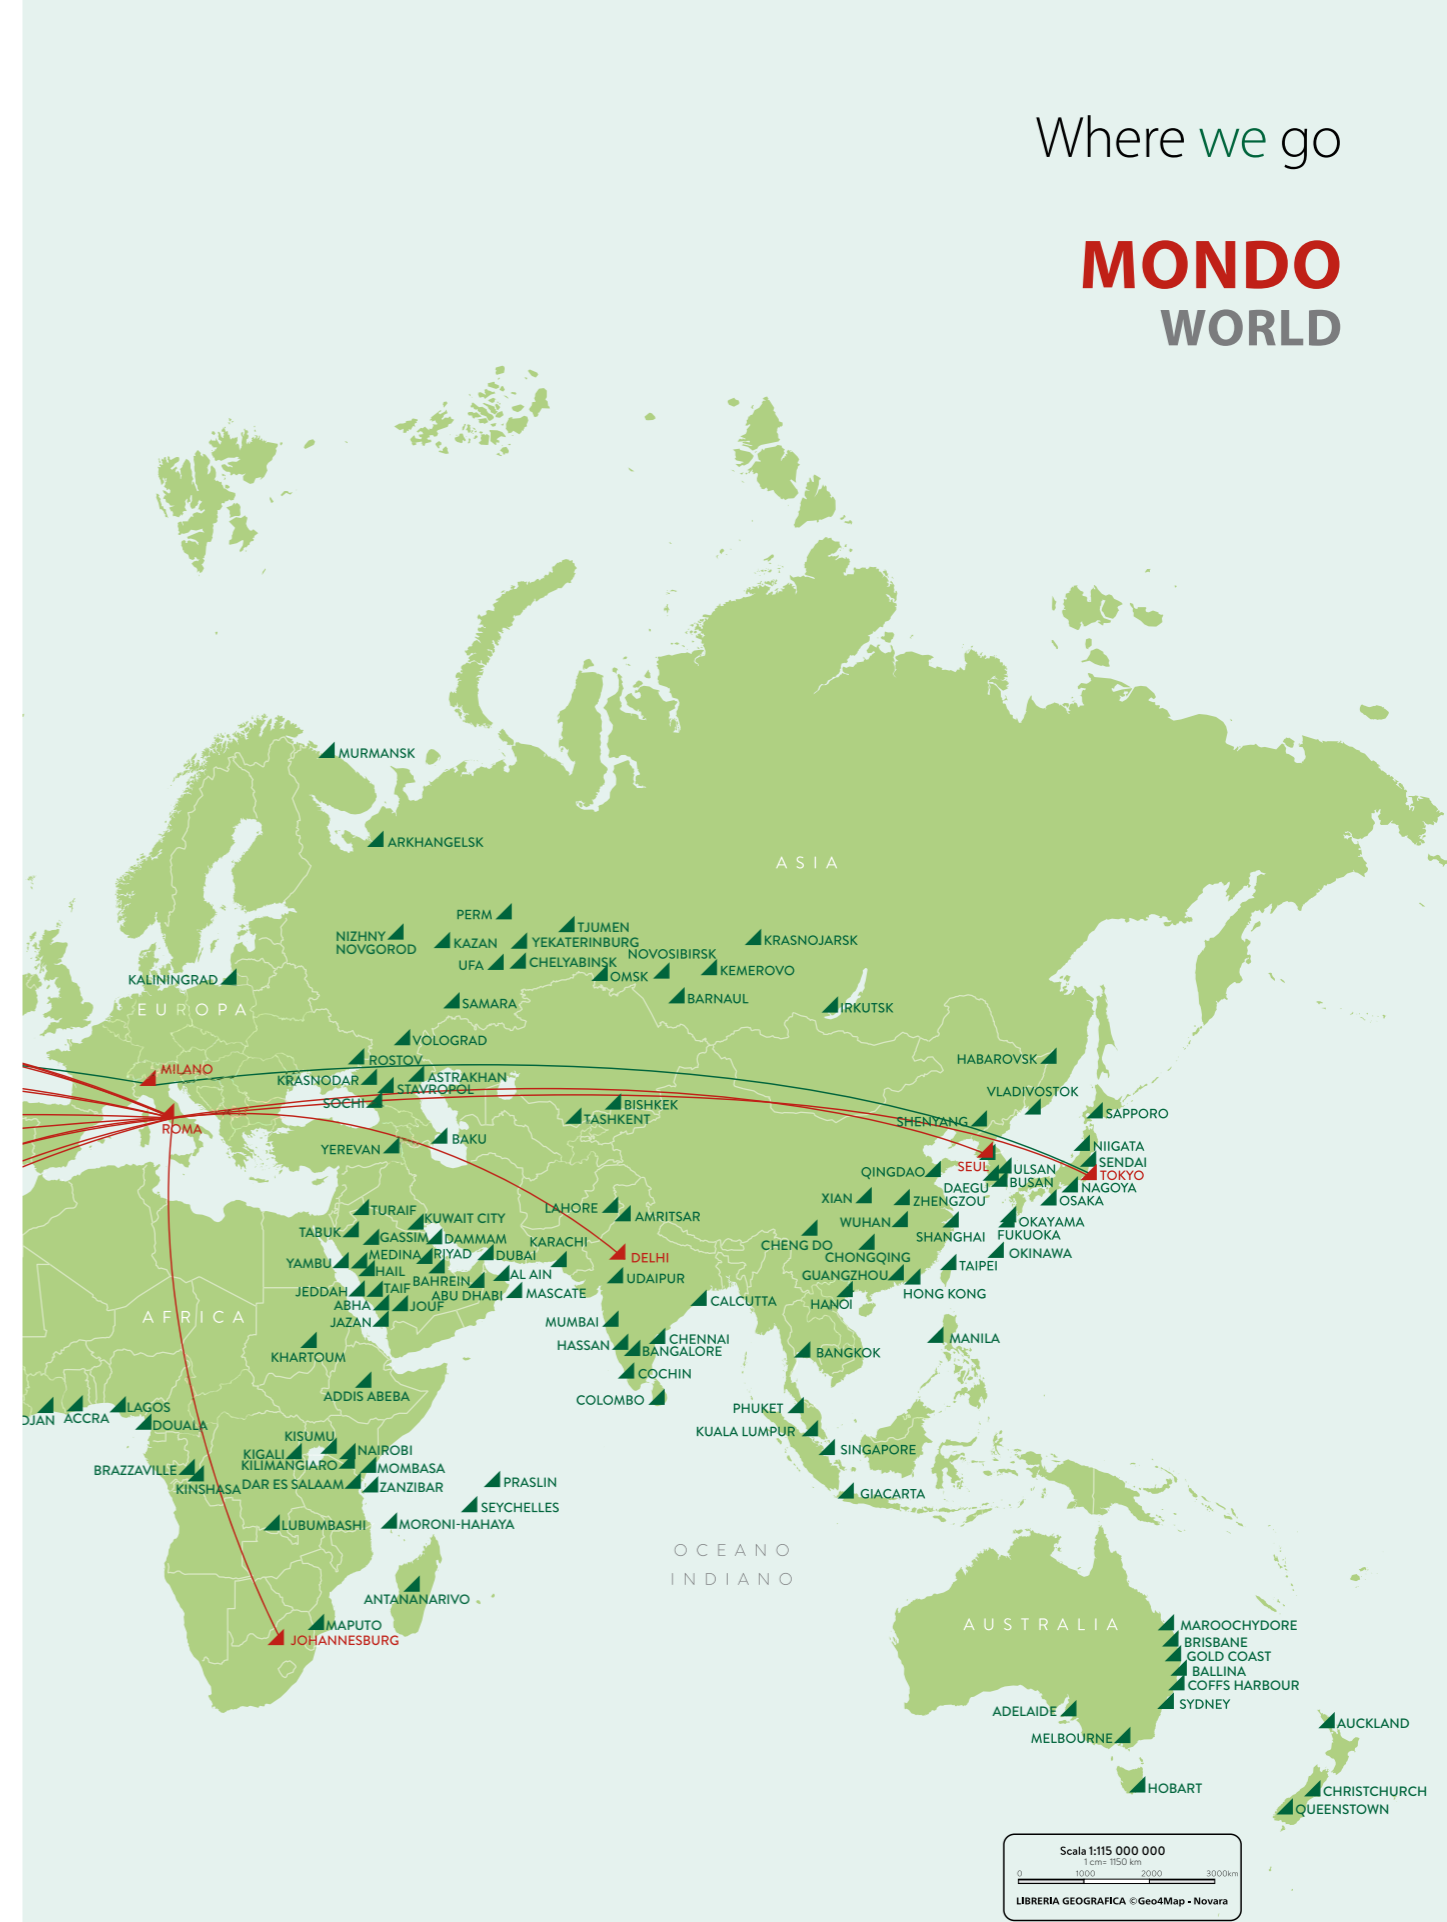 Where we go
MONDO
WORLD
MURMANSK
ARKHANGELSK
ASIA
PERM
TJUMEN
NIZHNY
NOVGOROD
KAZAN
YEKATERINBURG
KRASNOJARSK
NOVOSIBIRSK
UFA
CHELYABINSK
OMSK
KEMEROVO
KALININGRAD
BARNAUL
SAMARA
IRKUTSK
EUROPA
VOLOGRAD
ROSTOV
HABAROVSK
MILANO
KRASNODAR
ASTRAKHAN
STAVROPOL
VLADIVOSTOK
SOCHI
BISHKEK
TASHKENT
SHENYANG
SAPPORO
ROMA
YEREVAN
BAKU
NIIGATA
SENDAI
SEUL
ULSAN
TOKYO
QINGDAO
DAEGU
BUSAN
NAGOYA
XIAN
ZHENGZOU
OSAKA
TURAIF
LAHORE
AMRITSAR
KUWAIT CITY
WUHAN
OKAYAMA
TABUK
GASSIM
DAMMAM
KARACHI
CHENG DO
SHANGHAI
FUKUOKA
MEDINA
RIYAD
DUBAI
DELHI
CHONGQING
OKINAWA
YAMBU
HAIL
AL AIN
UDAIPUR
GUANGZHOU
TAIPEI
BAHREIN
JEDDAH
TAIF
ABU DHABI
MASCATE
HONG KONG
ABHA
JOUF
CALCUTTA
HANOI
AFRICA
JAZAN
MUMBAI
KHARTOUM
HASSAN
CHENNAI
BANGALORE
MANILA
BANGKOK
COCHIN
ADDIS ABEBA
COLOMBO
PHUKET
DJAN
ACCRA
LAGOS
DOUALA
KUALA LUMPUR
KISUMU
KIGALI
NAIROBI
SINGAPORE
KILIMANGIARO
MOMBASA
BRAZZAVILLE
KINSHASA
DAR ES SALAAM
ZANZIBAR
PRASLIN
GIACARTA
SEYCHELLES
LUBUMBASHI
MORONI-HAHAYA
OCEANO
INDIANO
ANTANANARIVO
MAPUTO
JOHANNESBURG
AUSTRALIA
MAROOCHYDORE
BRISBANE
GOLD COAST
BALLINA
COFFS HARBOUR
SYDNEY
ADELAIDE
MELBOURNE
AUCKLAND
HOBART
CHRISTCHURCH
QUEENSTOWN
Scala 1:115 000 000
1 cm= 1150 km
0 1000 2000 3000km
LIBRERIA GEOGRAFICA ©Geo4Map - Novara